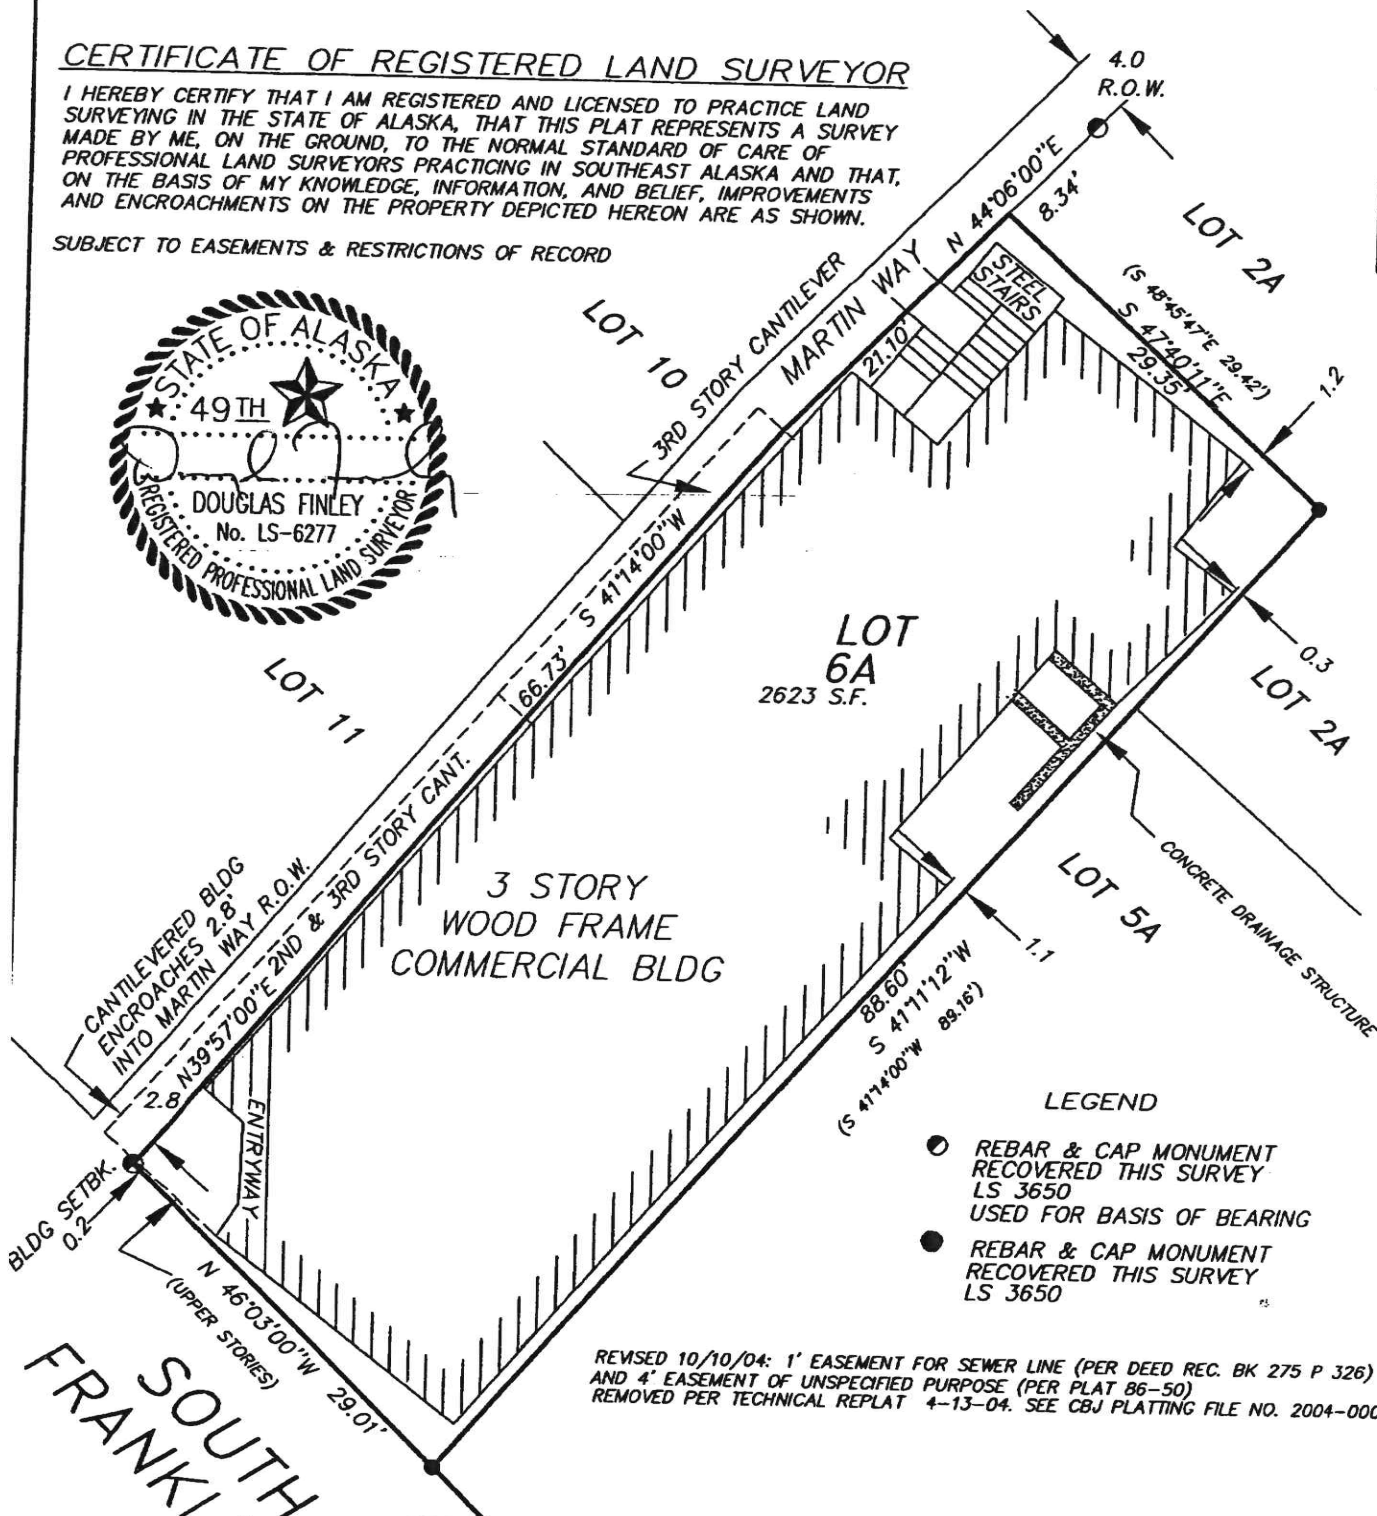 CERTIFICATE OF REGISTERED LAND SURVEYOR
I HEREBY CERTIFY THAT I AM REGISTERED AND LICENSED TO PRACTICE LAND
SURVEYING IN THE STATE OF ALASKA, THAT THIS PLAT REPRESENTS A SURVEY
MADE BY ME, ON THE GROUND, TO THE NORMAL STANDARD OF CARE OF
PROFESSIONAL LAND SURVEYORS PRACTICING IN SOUTHEAST ALASKA AND THAT,
ON THE BASIS OF MY KNOWLEDGE, INFORMATION, AND BELIEF, IMPROVEMENTS
AND ENCROACHMENTS ON THE PROPERTY DEPICTED HEREON ARE AS SHOWN.
SUBJECT TO EASEMENTS & RESTRICTIONS OF RECORD
STATE OF ALASKA
49TH
DOUGLAS FINLEY
No. LS-6277
REGISTERED PROFESSIONAL LAND SURVEYOR
4.0
R.O.W.
N 44°06'00"E
8.34'
LOT 2A
STEEL
STAIRS
MARTIN WAY
21.10'
3RD STORY CANTILEVER
LOT 10
(S 48°45'47"E 29.42')
S 47°40'11"E
29.35'
1.2
S 41°14'00"W
66.73'
LOT 11
LOT
6A
2623 S.F.
0.3
LOT 2A
2ND & 3RD STORY CANT.
3 STORY
WOOD FRAME
COMMERCIAL BLDG
CONCRETE DRAINAGE STRUCTURE
LOT 5A
1.1
CANTILEVERED BLDG
ENCROACHES 2.8'
INTO MARTIN WAY R.O.W.
N39°57'00"E
2.8
88.60'
S 41°11'12"W
(S 41°14'00"W 89.16')
ENTRYWAY
BLDG SETBK.
0.2
(UPPER STORIES)
N 46°03'00"W 29.01'
SOUTH
FRANKI
LEGEND
REBAR & CAP MONUMENT
RECOVERED THIS SURVEY
LS 3650
USED FOR BASIS OF BEARING
REBAR & CAP MONUMENT
RECOVERED THIS SURVEY
LS 3650
REVISED 10/10/04: 1' EASEMENT FOR SEWER LINE (PER DEED REC. BK 275 P 326)
AND 4' EASEMENT OF UNSPECIFIED PURPOSE (PER PLAT 86-50)
REMOVED PER TECHNICAL REPLAT 4-13-04. SEE CBJ PLATTING FILE NO. 2004-000